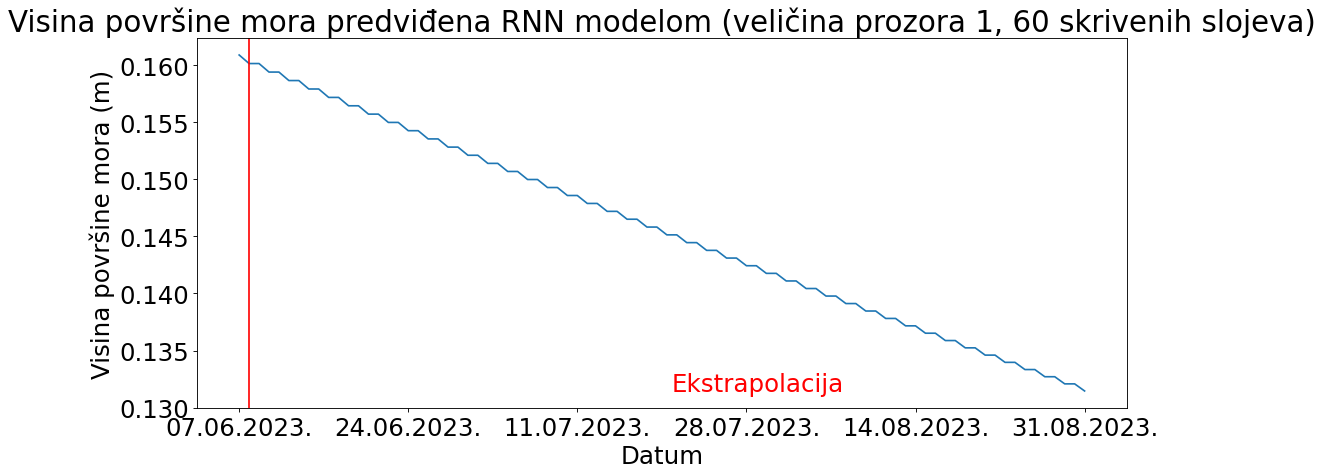 Visina površine mora predviđena RNN modelom (veličina prozora 1, 60 skrivenih slojeva)
Visina površine mora (m)
0.160
0.155
0.150
0.145
0.140
0.135
0.130
Ekstrapolacija
07.06.2023. 24.06.2023. 11.07.2023. 28.07.2023. 14.08.2023. 31.08.2023.
Datum